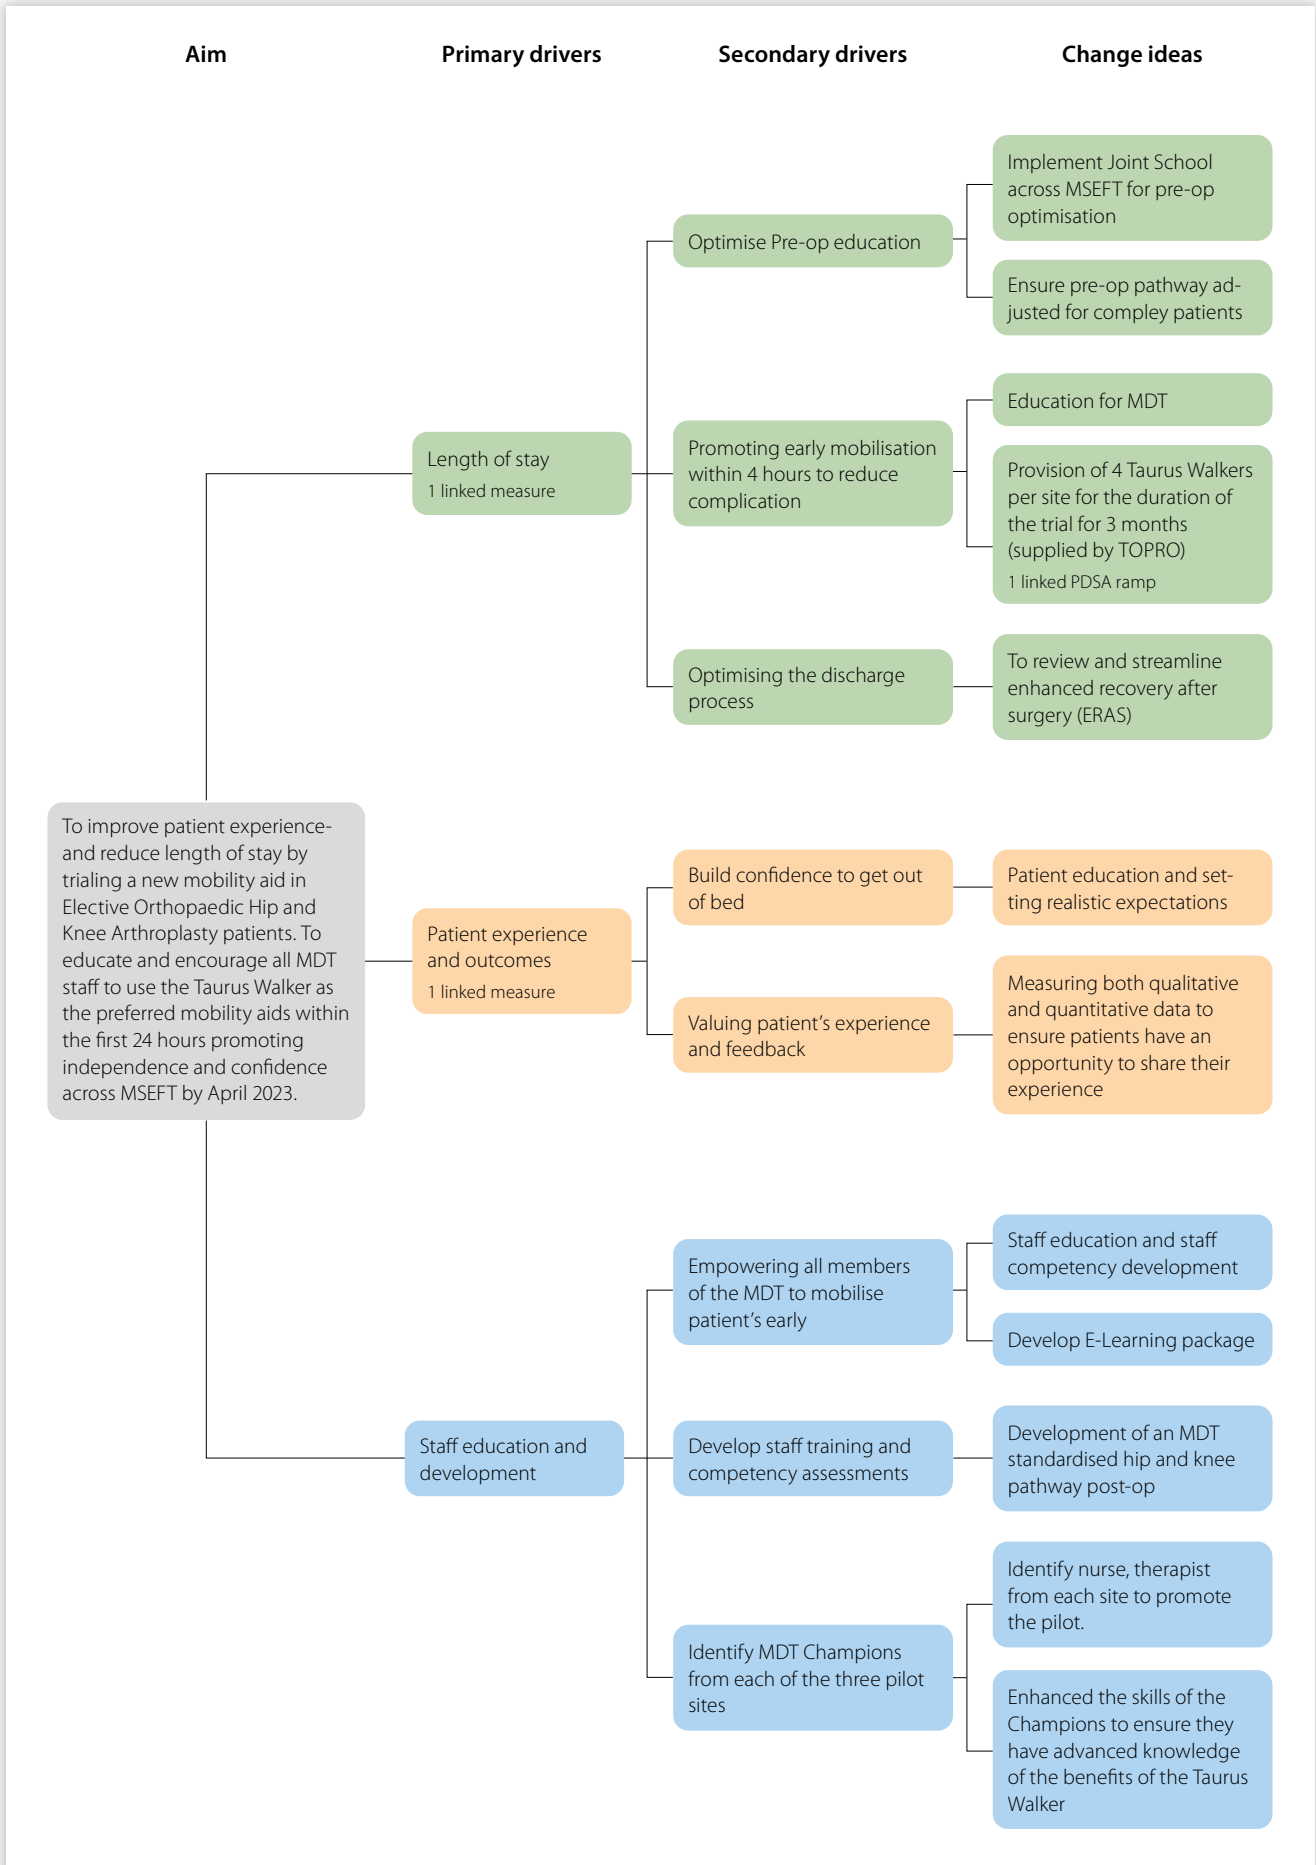 Aim
Primary drivers
Secondary drivers
Change ideas
Implement Joint School
across MSEFT for pre-op
optimisation
Optimise Pre-op education
Ensure pre-op pathway ad-
justed for compley patients
Education for MDT
Length of stay
1 linked measure
Promoting early mobilisation
within 4 hours to reduce
complication
Provision of 4 Taurus Walkers
per site for the duration of
the trial for 3 months
(supplied by TOPRO)
1 linked PDSA ramp
Optimising the discharge
process
To review and streamline
enhanced recovery after
surgery (ERAS)
To improve patient experience-
and reduce length of stay by
trialing a new mobility aid in
Elective Orthopaedic Hip and
Knee Arthroplasty patients. To
educate and encourage all MDT
staff to use the Taurus Walker as
the preferred mobility aids within
the first 24 hours promoting
independence and confidence
across MSEFT by April 2023.
Patient experience
and outcomes
1 linked measure
Build confidence to get out
of bed
Patient education and set-
ting realistic expectations
Valuing patient's experience
and feedback
Measuring both qualitative
and quantitative data to
ensure patients have an
opportunity to share their
experience
Staff education and
development
Empowering all members
of the MDT to mobilise
patient's early
Staff education and staff
competency development
Develop E-Learning package
Develop staff training and
competency assessments
Development of an MDT
standardised hip and knee
pathway post-op
Identify MDT Champions
from each of the three pilot
sites
Identify nurse, therapist
from each site to promote
the pilot.
Enhanced the skills of the
Champions to ensure they
have advanced knowledge
of the benefits of the Taurus
Walker